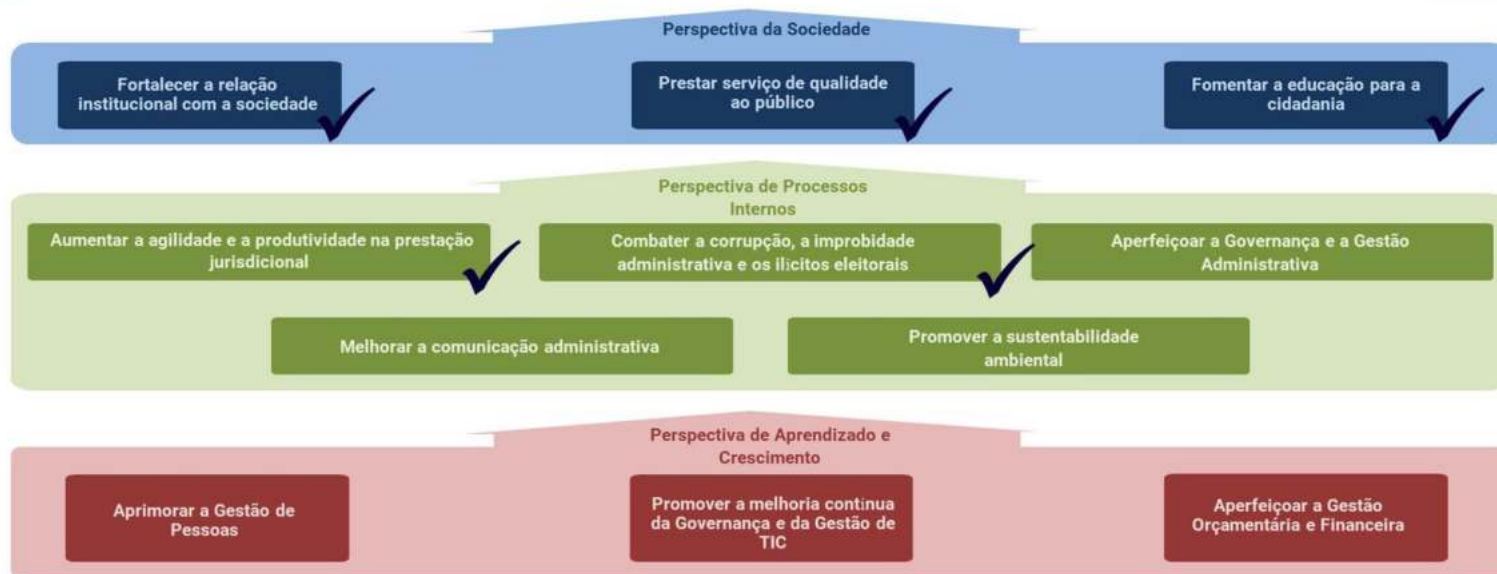 Perspectiva da Sociedade
Fortalecer a relação
institucional com a sociedade
Prestar serviço de qualidade
ao público
Fomentar a educação para a
cidadania
Perspectiva de Processos
Internos
Aumentar a agilidade e a produtividade na prestação
jurisdicional
Combater a corrupção, a improbidade
administrativa e os ilícitos eleitorais
Aperfeiçoar a Governança e a Gestão
Administrativa
Melhorar a comunicação administrativa
Promover a sustentabilidade
ambiental
Perspectiva de Aprendizado e
Crescimento
Aprimorar a Gestão de
Pessoas
Promover a melhoria contínua
da Governança e da Gestão de
TIC
Aperfeiçoar a Gestão
Orçamentária e Financeira